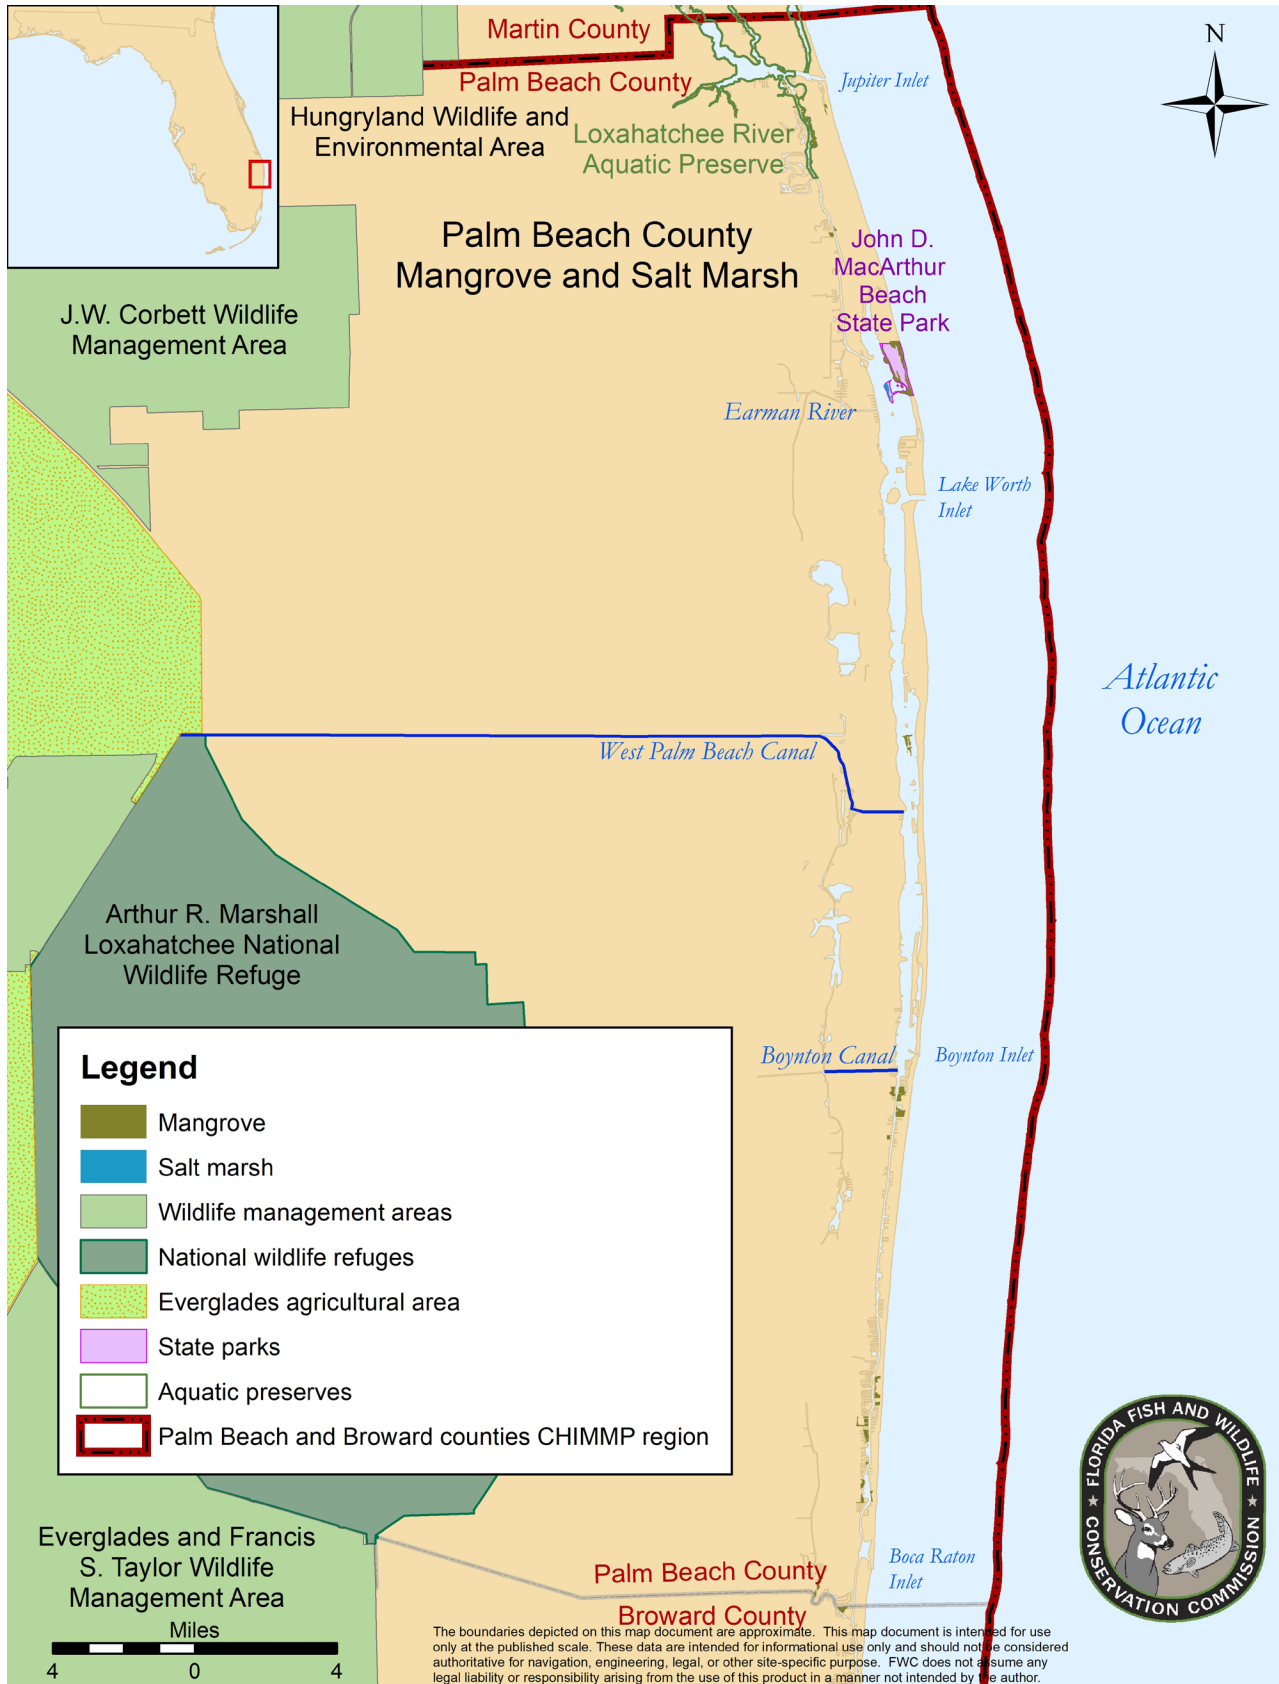 Martin County
Palm Beach County
N
Jupiter Inlet
Hungryland Wildlife and
Environmental Area
Loxahatchee River
Aquatic Preserve
Palm Beach County
Mangrove and Salt Marsh
John D.
MacArthur
Beach
State Park
J.W. Corbett Wildlife
Management Area
Earman River
Lake Worth
Inlet
Atlantic
Ocean
West Palm Beach Canal
Arthur R. Marshall
Loxahatchee National
Wildlife Refuge
Boynton Canal
Boynton Inlet
Legend
Mangrove
Salt marsh
Wildlife management areas
National wildlife refuges
Everglades agricultural area
State parks
Aquatic preserves
Palm Beach and Broward counties CHIMMP region
FLORIDA FISH AND WILDLIFE
CONSERVATION COMMISSION
Everglades and Francis
S. Taylor Wildlife
Management Area
Boca Raton
Inlet
Palm Beach County
Broward County
Miles
4 0 4
The boundaries depicted on this map document are approximate. This map document is intended for use
only at the published scale. These data are intended for informational use only and should not be considered
authoritative for navigation, engineering, legal, or other site-specific purpose. FWC does not assume any
legal liability or responsibility arising from the use of this product in a manner not intended by the author.